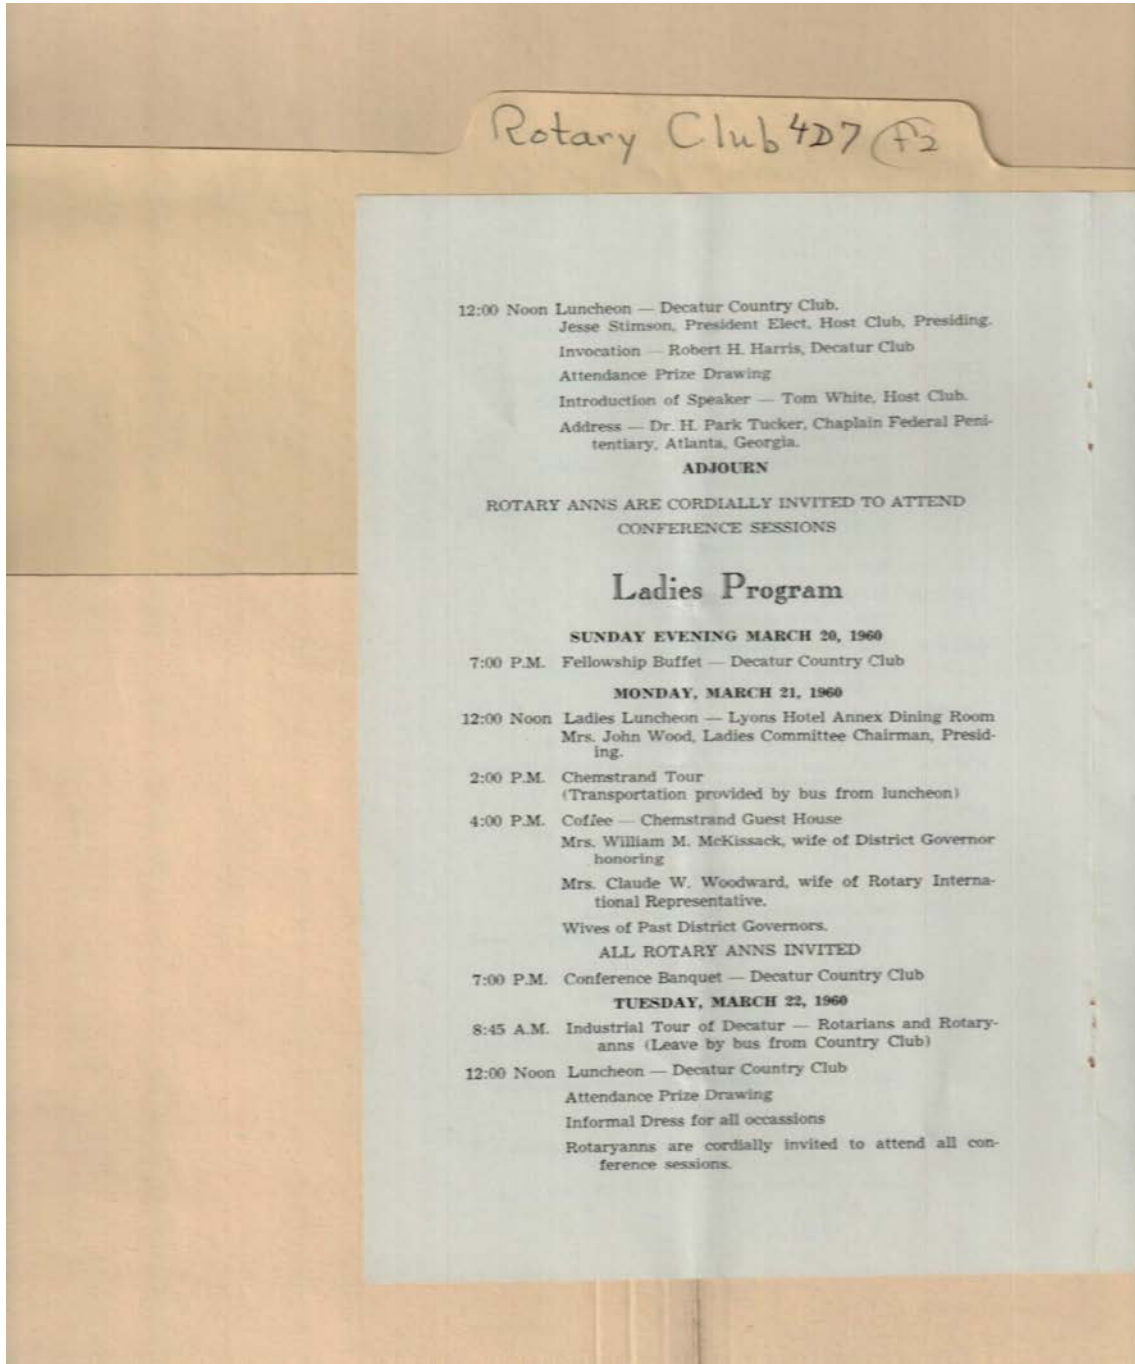 Rotary Club 4D7 F2
12:00 Noon Luncheon — Decatur Country Club.
Jesse Stimson, President Elect, Host Club, Presiding.
Invocation — Robert H. Harris, Decatur Club
Attendance Prize Drawing
Introduction of Speaker — Tom White, Host Club.
Address — Dr. H. Park Tucker, Chaplain Federal Peni-
tentiary, Atlanta, Georgia.
ADJOURN
ROTARY ANNS ARE CORDIALLY INVITED TO ATTEND
CONFERENCE SESSIONS
Ladies Program
SUNDAY EVENING MARCH 20, 1960
7:00 P.M. Fellowship Buffet — Decatur Country Club
MONDAY, MARCH 21, 1960
12:00 Noon Ladies Luncheon — Lyons Hotel Annex Dining Room
Mrs. John Wood, Ladies Committee Chairman, Presid-
ing.
2:00 P.M. Chemstrand Tour
(Transportation provided by bus from luncheon)
4:00 P.M. Coffee — Chemstrand Guest House
Mrs. William M. McKissack, wife of District Governor
honoring
Mrs. Claude W. Woodward, wife of Rotary Interna-
tional Representative.
Wives of Past District Governors.
ALL ROTARY ANNS INVITED
7:00 P.M. Conference Banquet — Decatur Country Club
TUESDAY, MARCH 22, 1960
8:45 A.M. Industrial Tour of Decatur — Rotarians and Rotary-
anns (Leave by bus from Country Club)
12:00 Noon Luncheon — Decatur Country Club
Attendance Prize Drawing
Informal Dress for all occassions
Rotaryanns are cordially invited to attend all con-
ference sessions.